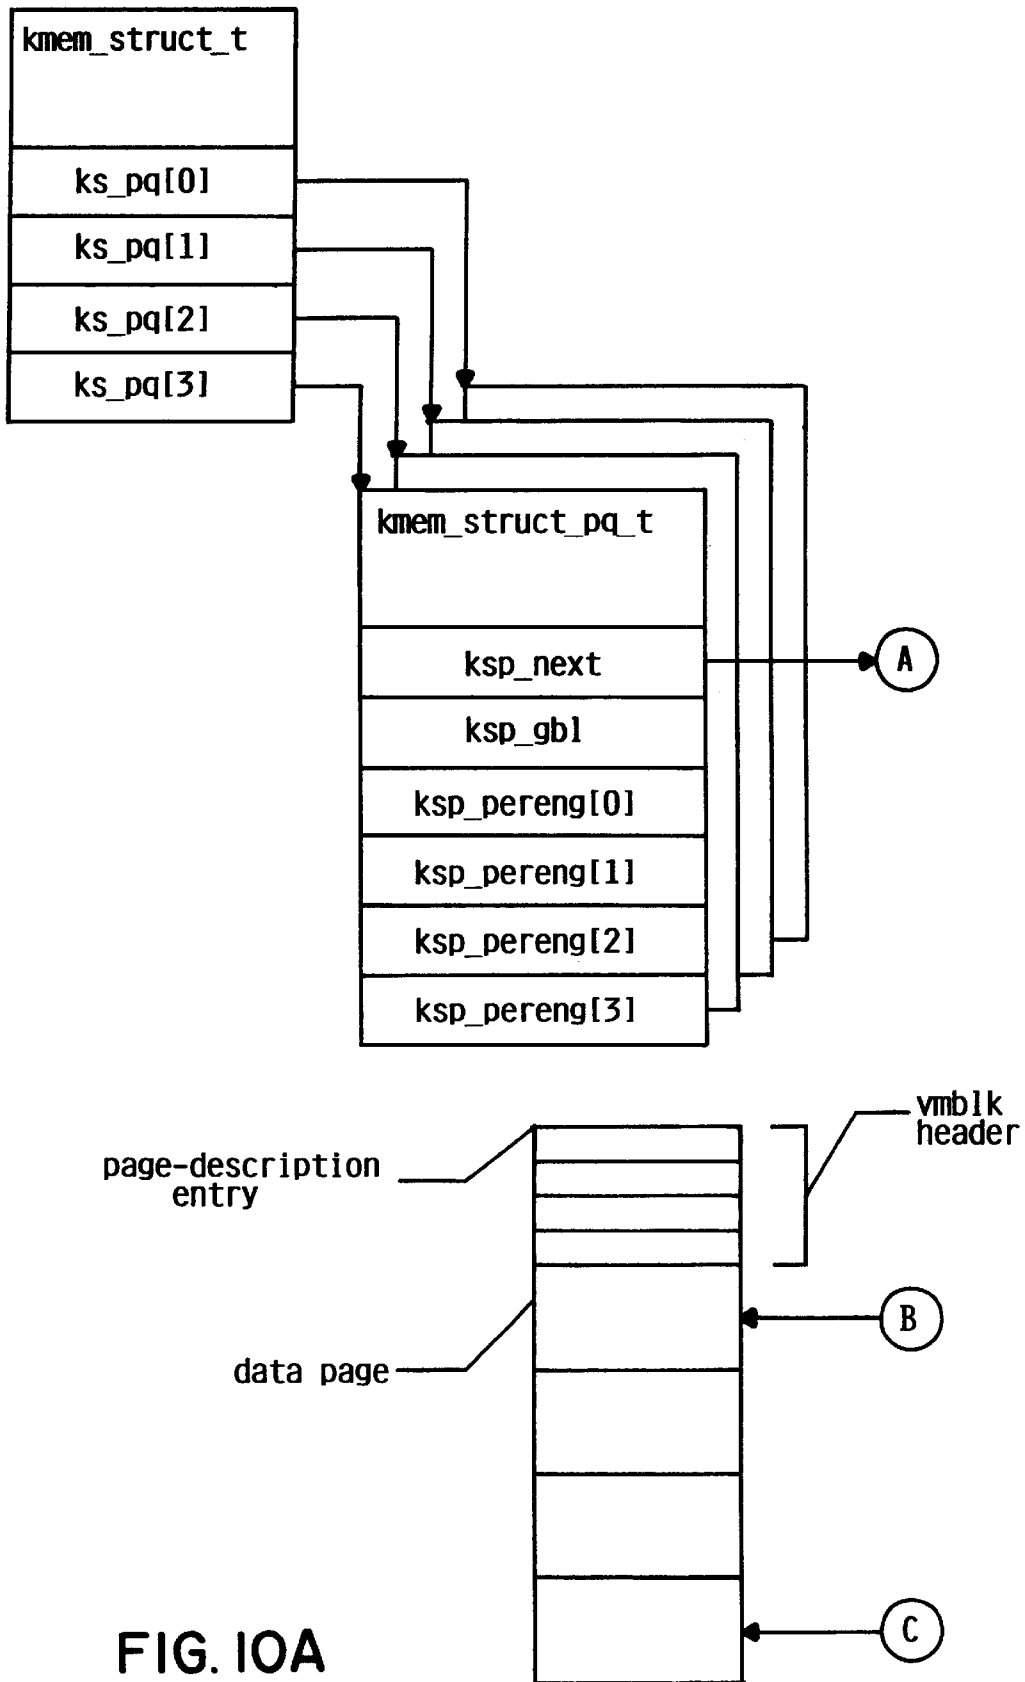 kmem_struct_t
ks_pq[0]
ks_pq[1]
ks_pq[2]
ks_pq[3]
kmem_struct_pq_t
ksp_next
A
ksp_gbl
ksp_pereng[0]
ksp_pereng[1]
ksp_pereng[2]
ksp_pereng[3]
vmblk
header
page-description
entry
B
data page
C
FIG. 10A